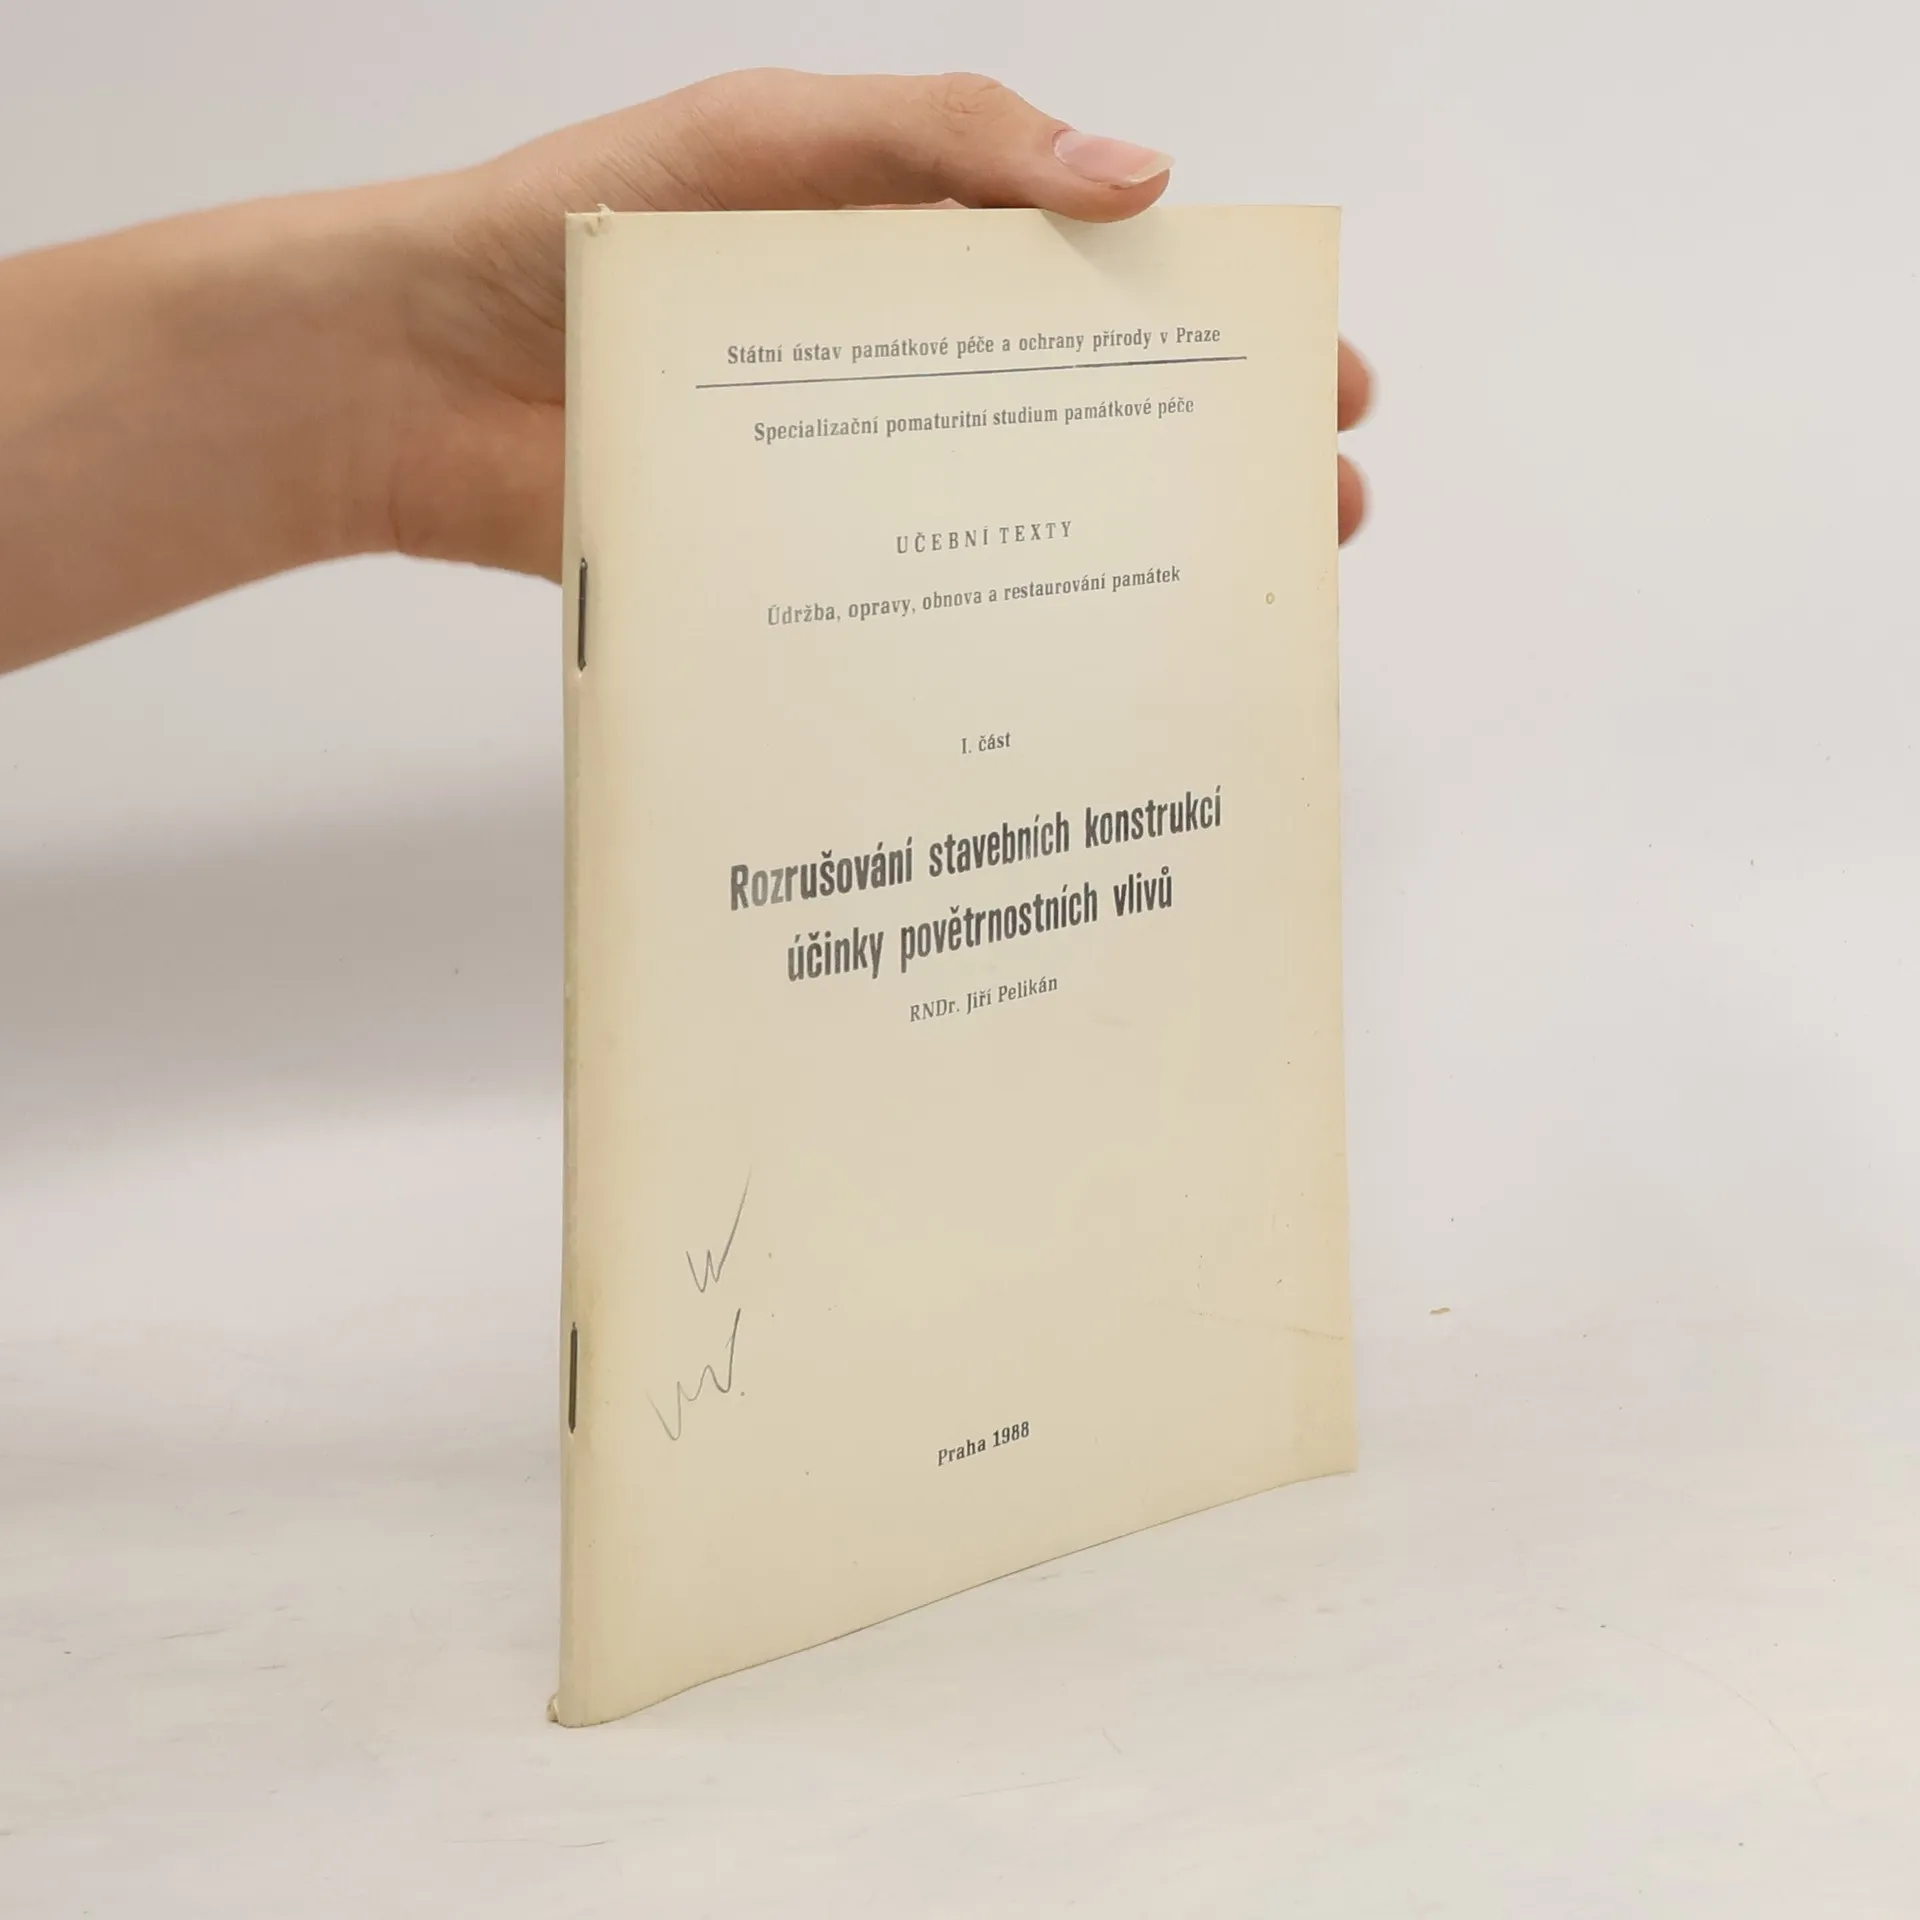 Státní ústav památkové péče a ochrany přírody v Praze
Specializační pomaturitní studium památkové péče
UČEBNÍ TEXTY
Údržba, opravy, obnova a restaurování památek
I. část
Rozrušování stavebních konstrukcí
účinky povětrnostních vlivů
RNDr. Jiří Pelikán
Praha 1988